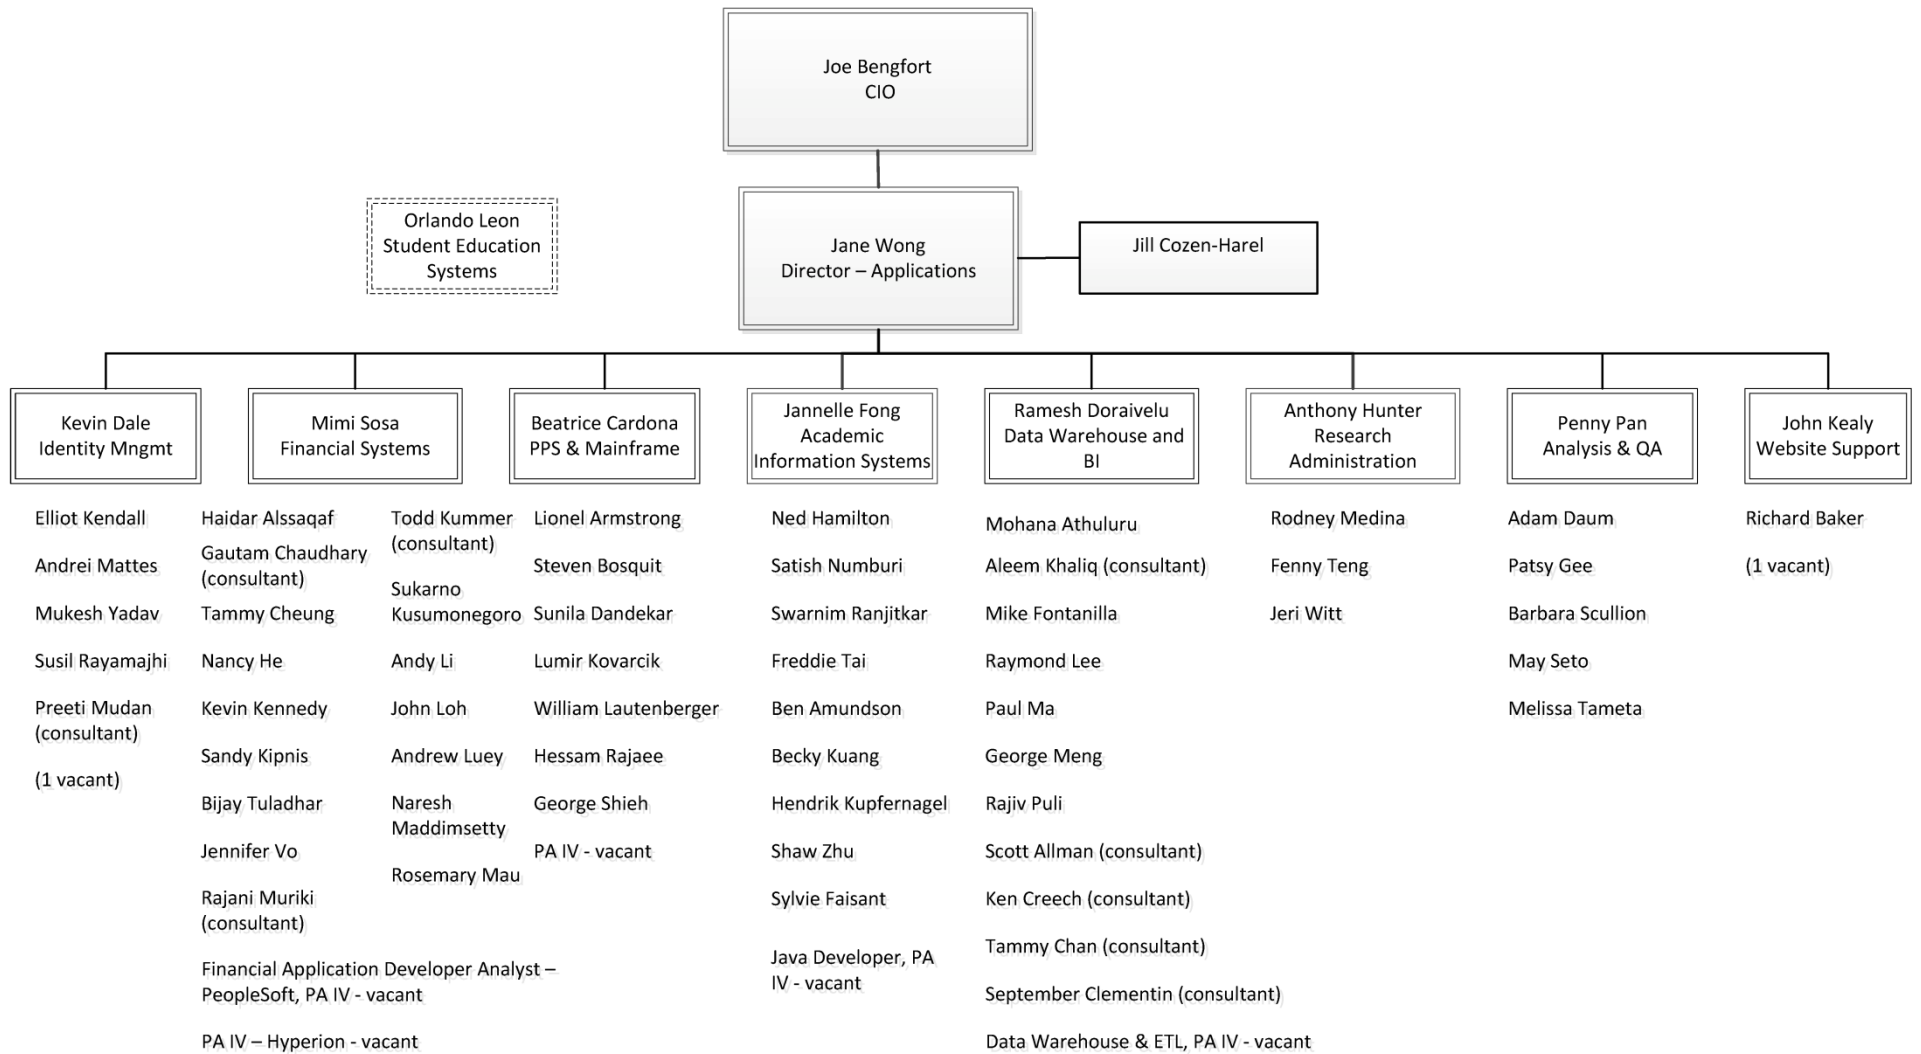 Joe Bengfort
CIO
Orlando Leon
Student Education
Systems
Jane Wong
Director – Applications
Jill Cozen-Harel
Kevin Dale
Identity Mngmt
Mimi Sosa
Financial Systems
Beatrice Cardona
PPS & Mainframe
Jannelle Fong
Academic
Information Systems
Ramesh Doraivelu
Data Warehouse and
BI
Anthony Hunter
Research
Administration
Penny Pan
Analysis & QA
John Kealy
Website Support
Elliot Kendall
Andrei Mattes
Mukesh Yadav
Susil Rayamajhi
Preeti Mudan
(consultant)
(1 vacant)
Haidar Alssaqaf
Gautam Chaudhary
(consultant)
Tammy Cheung
Nancy He
Kevin Kennedy
Sandy Kipnis
Bijay Tuladhar
Jennifer Vo
Rajani Muriki
(consultant)
Financial Application Developer Analyst –
PeopleSoft, PA IV - vacant
PA IV – Hyperion - vacant
Todd Kummer
(consultant)
Sukarno
Kusumonegoro
Andy Li
John Loh
Andrew Luey
Naresh
Maddimsetty
Rosemary Mau
Lionel Armstrong
Steven Bosquit
Sunila Dandekar
Lumir Kovarcik
William Lautenberger
Hessam Rajaee
George Shieh
PA IV - vacant
Ned Hamilton
Satish Numburi
Swarnim Ranjitkar
Freddie Tai
Ben Amundson
Becky Kuang
Hendrik Kupfernagel
Shaw Zhu
Sylvie Faisant
Java Developer, PA
IV - vacant
Mohana Athuluru
Aleem Khaliq (consultant)
Mike Fontanilla
Raymond Lee
Paul Ma
George Meng
Rajiv Puli
Scott Allman (consultant)
Ken Creech (consultant)
Tammy Chan (consultant)
September Clementin (consultant)
Data Warehouse & ETL, PA IV - vacant
Rodney Medina
Fenny Teng
Jeri Witt
Adam Daum
Patsy Gee
Barbara Scullion
May Seto
Melissa Tameta
Richard Baker
(1 vacant)